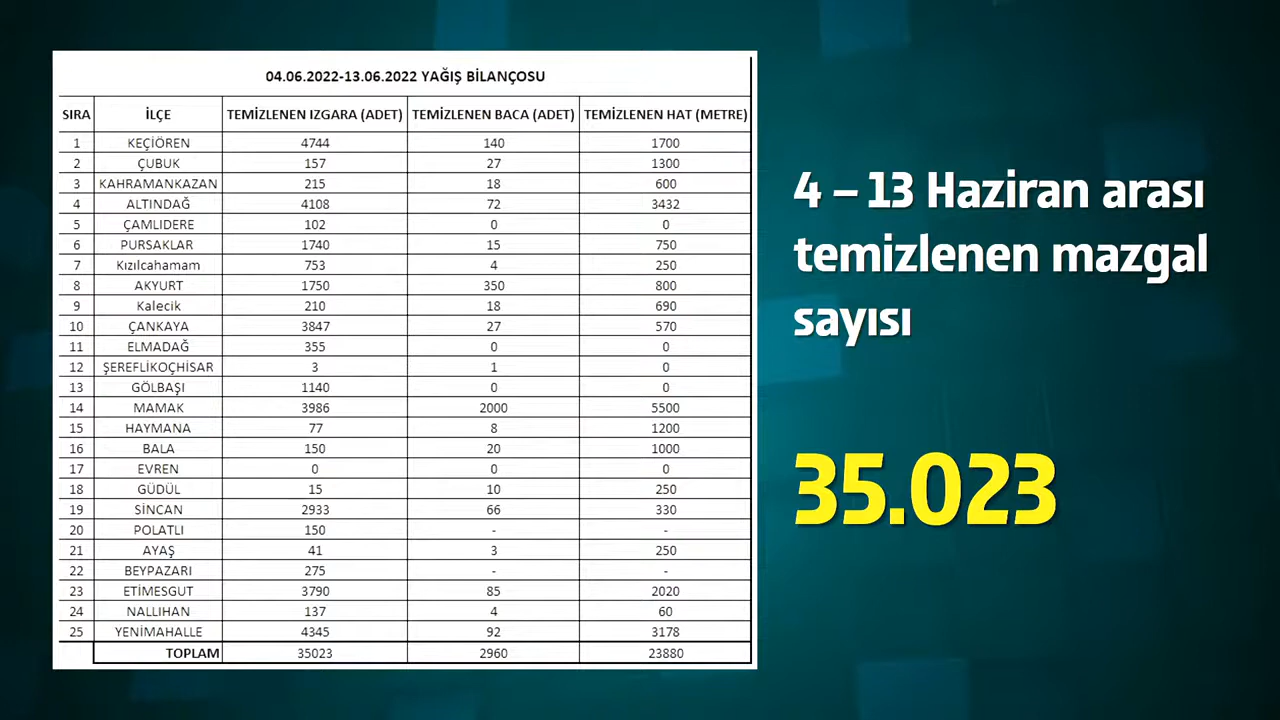 04.06.2022-13.06.2022 YAĞIŞ BİLANÇOSU
SIRA İLÇE TEMİZLENEN IZGARA (ADET) TEMİZLENEN BACA (ADET) TEMİZLENEN HAT (METRE)
1 KEÇİÖREN 4744 140 1700
2 ÇUBUK 157 27 1300
3 KAHRAMANKAZAN 215 18 600
4 ALTINDAĞ 4108 72 3432
5 ÇAMLIDERE 102 0 0
6 PURSAKLAR 1740 15 750
7 Kızılcahamam 753 4 250
8 AKYURT 1750 350 800
9 Kalecik 210 18 690
10 ÇANKAYA 3847 27 570
11 ELMADAĞ 355 0 0
12 ŞEREFLİKOÇHİSAR 3 1 0
13 GÖLBAŞI 1140 0 0
14 MAMAK 3986 2000 5500
15 HAYMANA 77 8 1200
16 BALA 150 20 1000
17 EVREN 0 0 0
18 GÜDÜL 15 10 250
19 SİNCAN 2933 66 330
20 POLATLI 150 - -
21 AYAŞ 41 3 250
22 BEYPAZARI 275 - -
23 ETİMESGUT 3790 85 2020
24 NALLIHAN 137 4 60
25 YENİMAHALLE 4345 92 3178
TOPLAM 35023 2960 23880
4 – 13 Haziran arası
temizlenen mazgal
sayısı
35.023